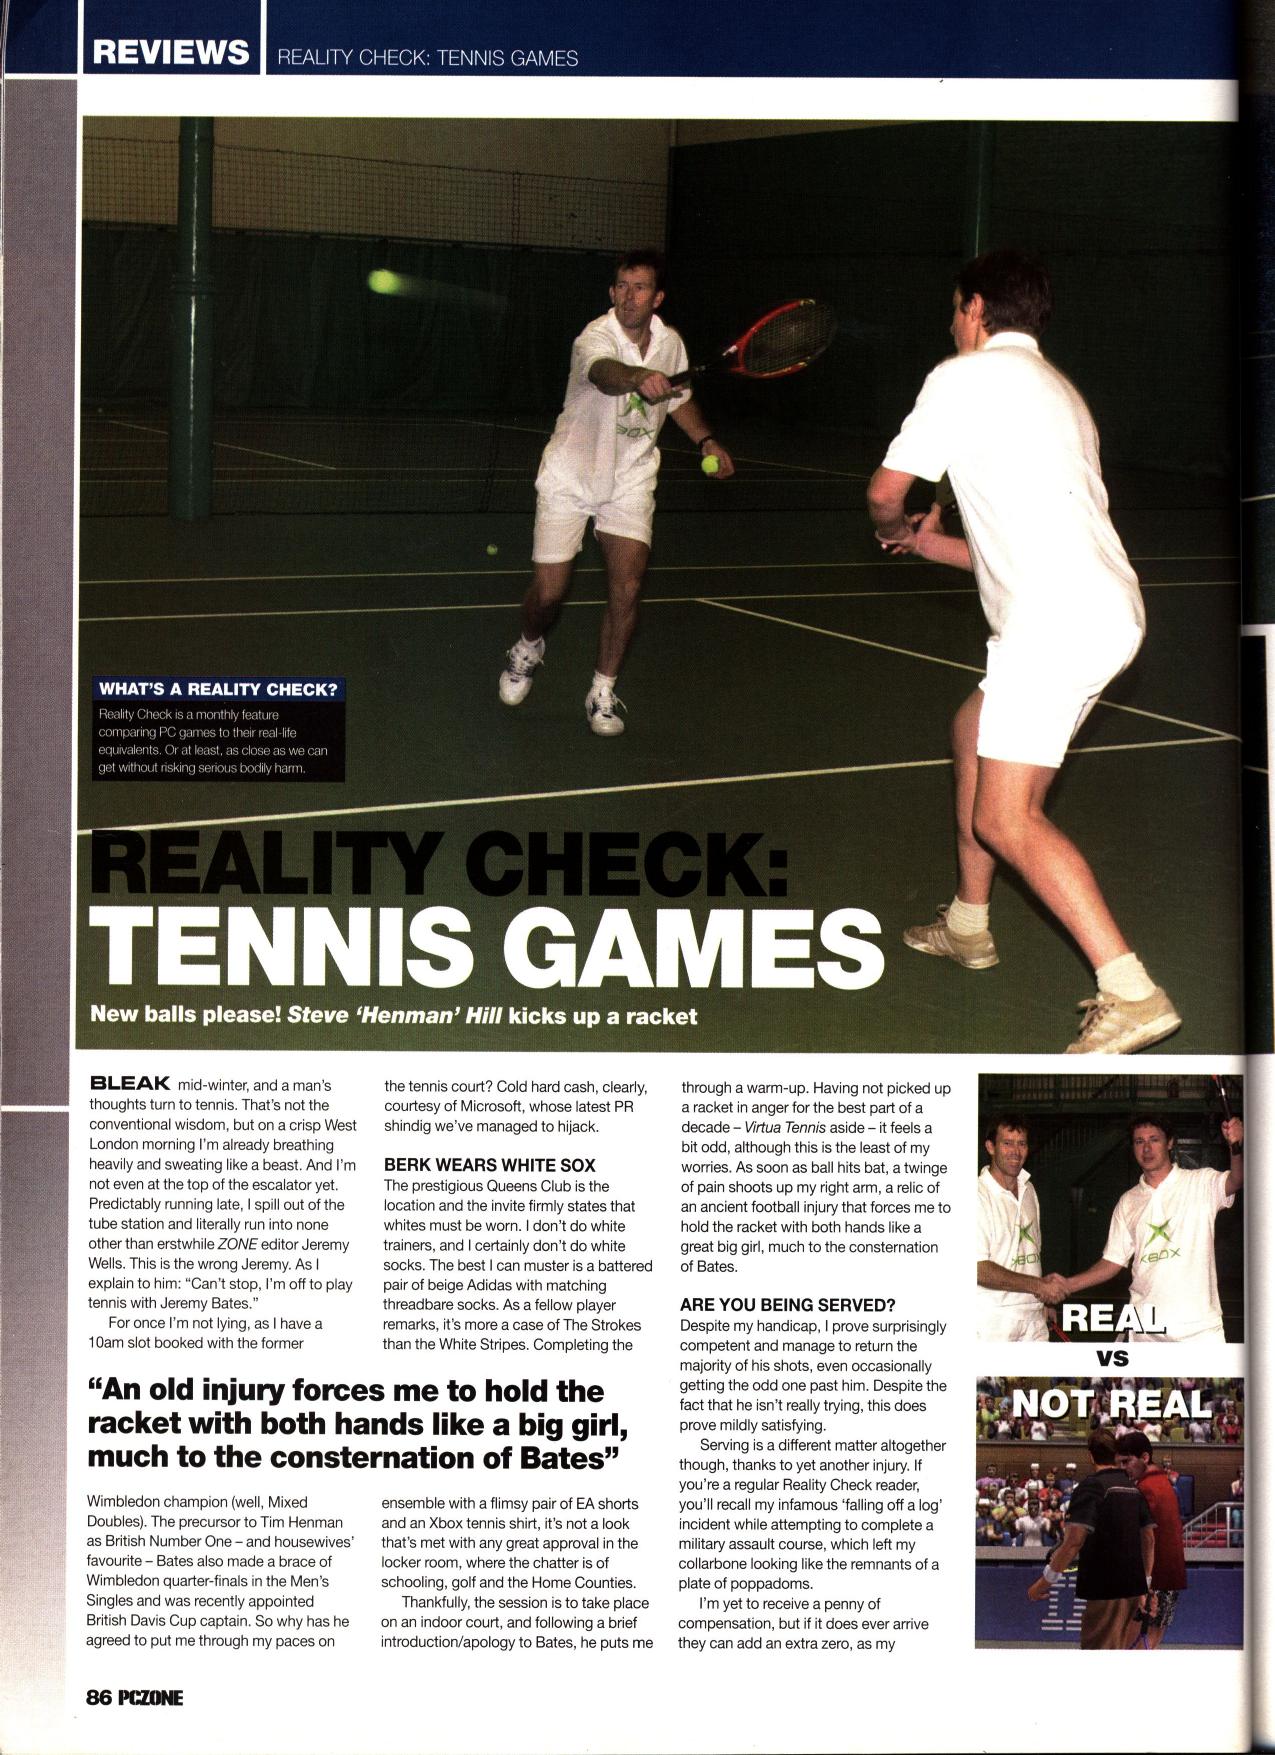 REVIEWS
REALITY CHECK: TENNIS GAMES
XBOX
WHAT'S A REALITY CHECK?
Reality Check is a monthly feature
comparing PC games to their real-life
equivalents. Or at least, as close as we can
get without risking serious bodily harm.
REALITY CHECK:
TENNIS GAMES
New balls please! Steve 'Henman' Hill kicks up a racket
BLEAK mid-winter, and a man's
thoughts turn to tennis. That's not the
conventional wisdom, but on a crisp West
London morning I'm already breathing
heavily and sweating like a beast. And I'm
not even at the top of the escalator yet.
Predictably running late, I spill out of the
tube station and literally run into none
other than erstwhile ZONE editor Jeremy
Wells. This is the wrong Jeremy. As I
explain to him: "Can't stop, I'm off to play
tennis with Jeremy Bates."
For once I'm not lying, as I have a
10am slot booked with the former
"An old injury forces me to hold the
racket with both hands like a big girl,
much to the consternation of Bates"
Wimbledon champion (well, Mixed
Doubles). The precursor to Tim Henman
as British Number One – and housewives'
favourite – Bates also made a brace of
Wimbledon quarter-finals in the Men's
Singles and was recently appointed
British Davis Cup captain. So why has he
agreed to put me through my paces on
the tennis court? Cold hard cash, clearly,
courtesy of Microsoft, whose latest PR
shindig we've managed to hijack.
BERK WEARS WHITE SOX
The prestigious Queens Club is the
location and the invite firmly states that
whites must be worn. I don't do white
trainers, and I certainly don't do white
socks. The best I can muster is a battered
pair of beige Adidas with matching
threadbare socks. As a fellow player
remarks, it's more a case of The Strokes
than the White Stripes. Completing the
ensemble with a flimsy pair of EA shorts
and an Xbox tennis shirt, it's not a look
that's met with any great approval in the
locker room, where the chatter is of
schooling, golf and the Home Counties.
Thankfully, the session is to take place
on an indoor court, and following a brief
introduction/apology to Bates, he puts me
through a warm-up. Having not picked up
a racket in anger for the best part of a
decade – Virtua Tennis aside – it feels a
bit odd, although this is the least of my
worries. As soon as ball hits bat, a twinge
of pain shoots up my right arm, a relic of
an ancient football injury that forces me to
hold the racket with both hands like a
great big girl, much to the consternation
of Bates.
ARE YOU BEING SERVED?
Despite my handicap, I prove surprisingly
competent and manage to return the
majority of his shots, even occasionally
getting the odd one past him. Despite the
fact that he isn't really trying, this does
prove mildly satisfying.
Serving is a different matter altogether
though, thanks to yet another injury. If
you're a regular Reality Check reader,
you'll recall my infamous 'falling off a log'
incident while attempting to complete a
military assault course, which left my
collarbone looking like the remnants of a
plate of poppadoms.
I'm yet to receive a penny of
compensation, but if it does ever arrive
they can add an extra zero, as my
XBOX
XBOX
REAL
VS
NOT REAL
86 PCZONE